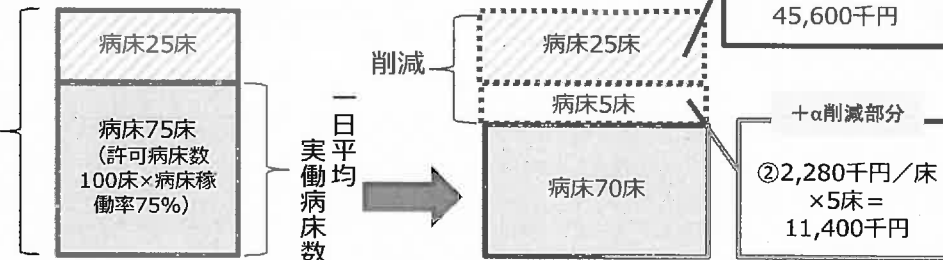 病床25床
病床75床
（許可病床数
100床×病床稼
働率75%）
一日平均
実働病床数
削減
病床25床
病床5床
病床70床
45,600千円
+α削減部分
②2,280千円／床
×5床＝
11,400千円